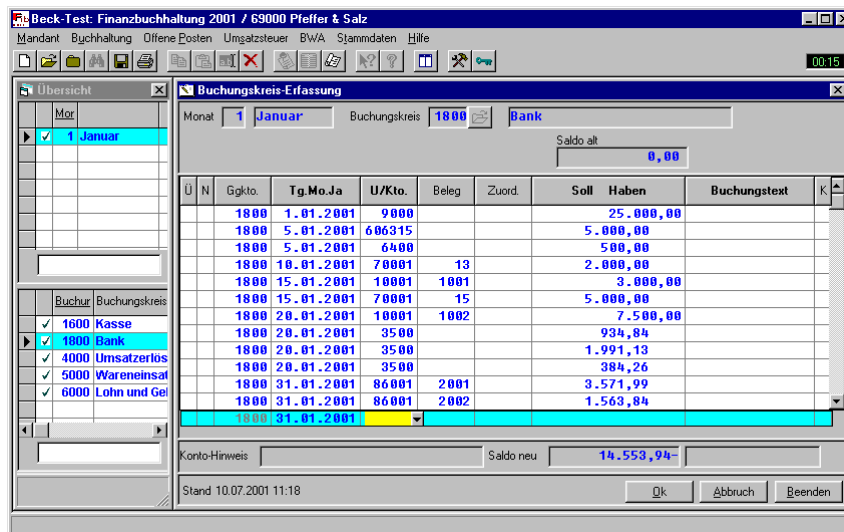 Beck-Test: Finanzbuchhaltung 2001 / 69000 Pfeffer & Salz
Mandant Buchhaltung Offene Posten Umsatzsteuer BWA Stammdaten Hilfe
00:15
Übersicht
Mor
1 Januar
Buchur Buchungskreis
1600 Kasse
1800 Bank
4000 Umsatzerlös
5000 Wareneinsat
6000 Lohn und Gel
Buchungskreis-Erfassung
Monat 1 Januar Buchungskreis 1800 Bank
Saldo alt
0,00
Ü N Ggkto. Tg.Mo.Ja U/Kto. Beleg Zuord. Soll Haben Buchungstext K
1800 1.01.2001 9000 25.000,00
1800 5.01.2001 606315 5.000,00
1800 5.01.2001 6400 500,00
1800 10.01.2001 70001 13 2.000,00
1800 15.01.2001 10001 1001 3.000,00
1800 15.01.2001 70001 15 5.000,00
1800 20.01.2001 10001 1002 7.500,00
1800 20.01.2001 3500 934,84
1800 20.01.2001 3500 1.991,13
1800 20.01.2001 3500 384,26
1800 31.01.2001 86001 2001 3.571,99
1800 31.01.2001 86001 2002 1.563,84
1800 31.01.2001
Konto-Hinweis Saldo neu 14.553,94-
Stand 10.07.2001 11:18 Ok Abbruch Beenden